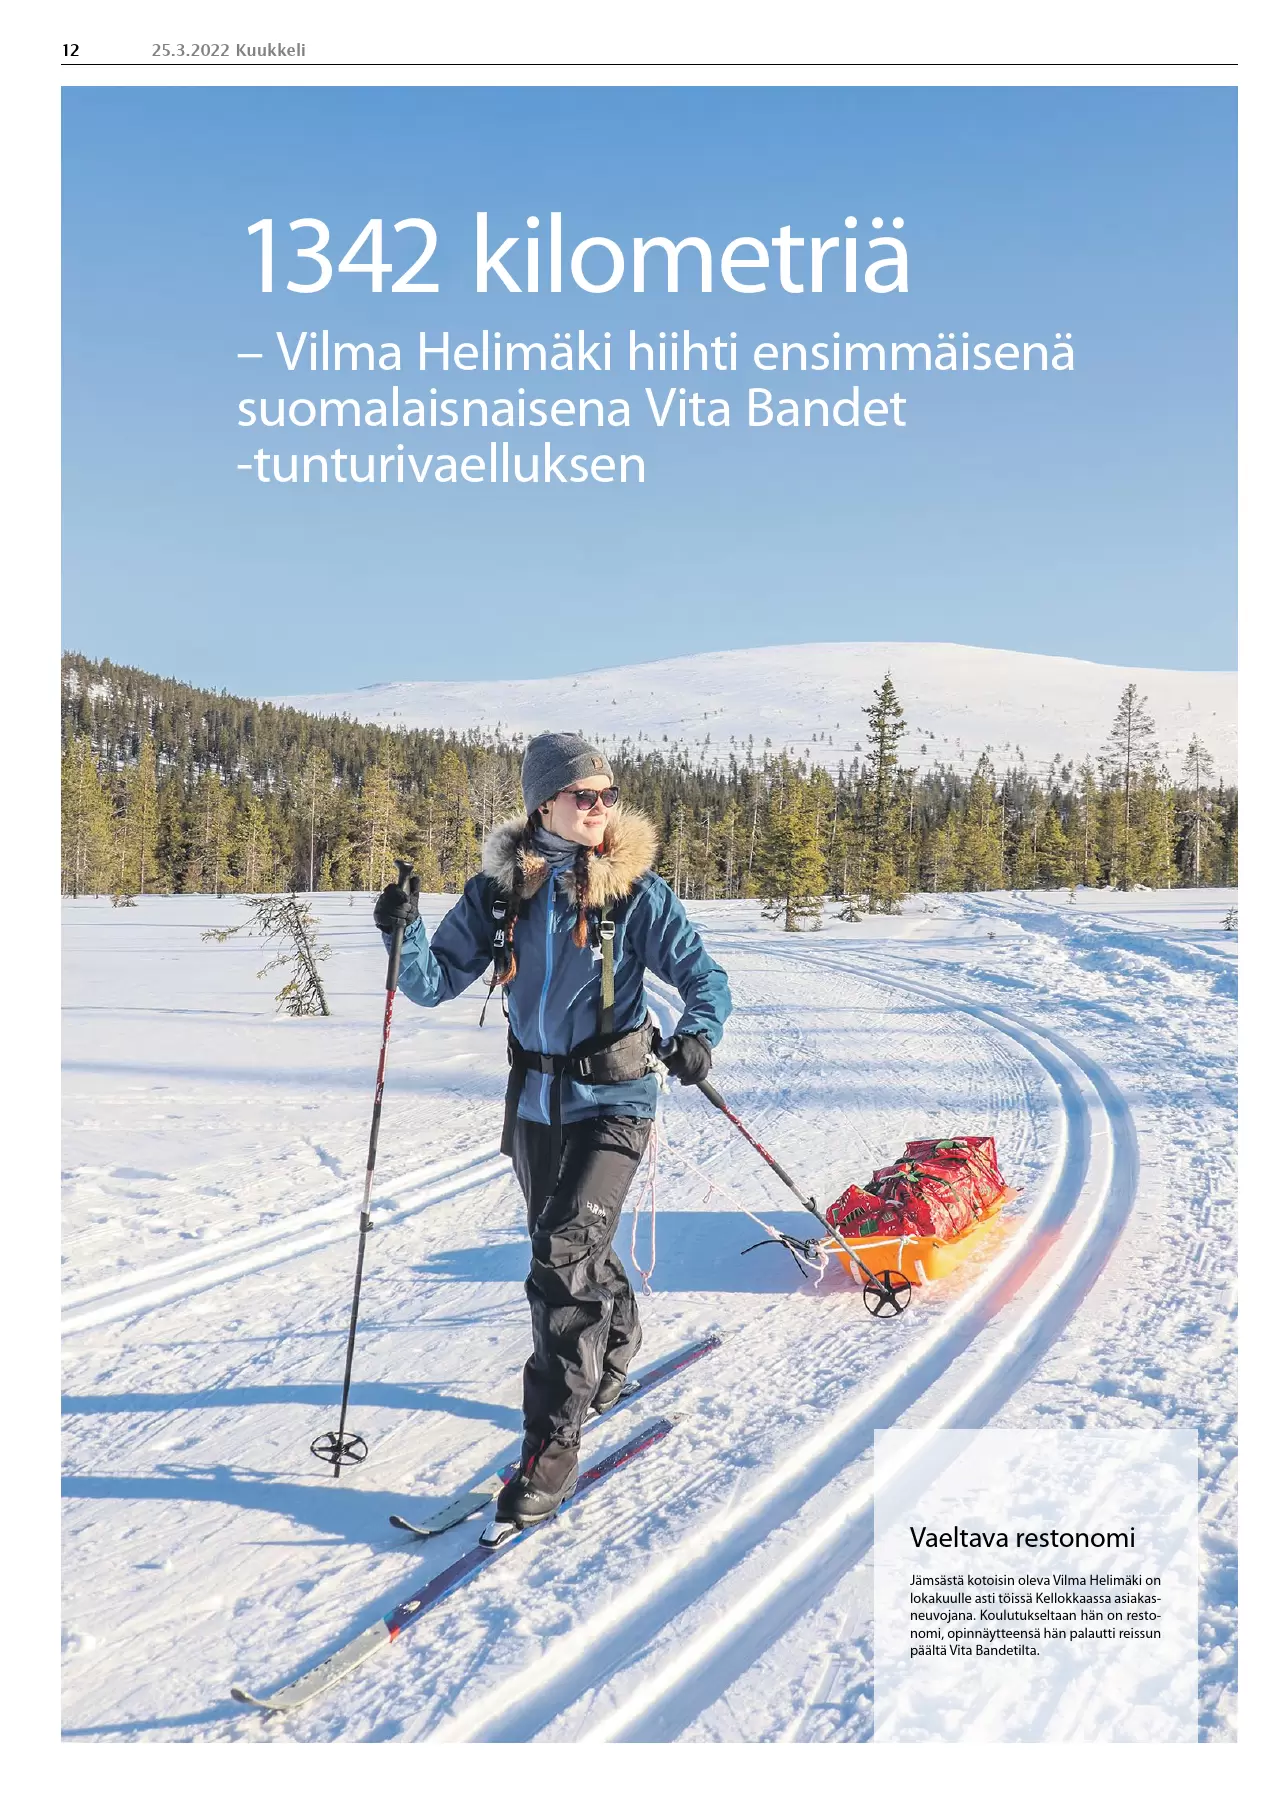 12 25.3.2022 Kuukkeli
1342 kilometriä
– Vilma Helimäki hiihti ensimmäisenä
suomalaisnaisena Vita Bandet
-tunturivaelluksen
Vaeltava restonomi
Jämsästä kotoisin oleva Vilma Helimäki on
lokakuulle asti töissä Kellokkaassa asiakas-
neuvojana. Koulutukseltaan hän on resto-
nomi, opinnäytteensä hän palautti reissun
päältä Vita Bandetilta.